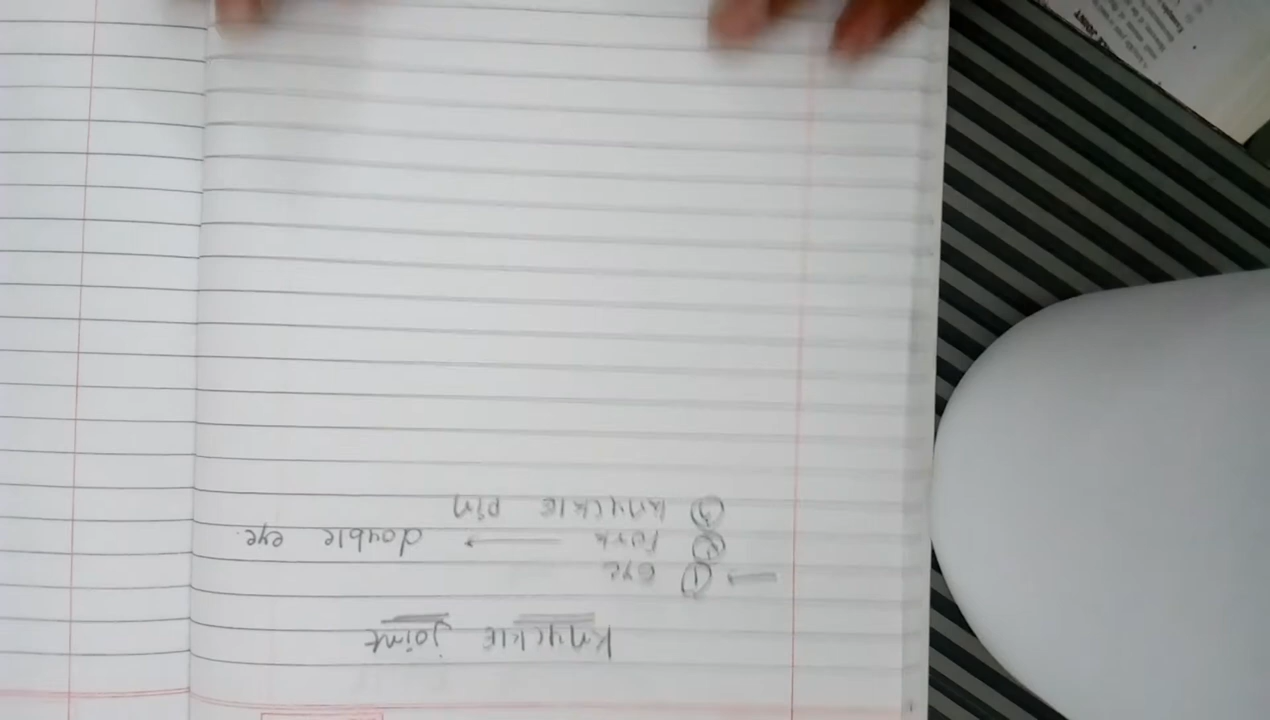 Knuckle joint
→ ① eye
② Fork → double eye.
③ knuckle pin